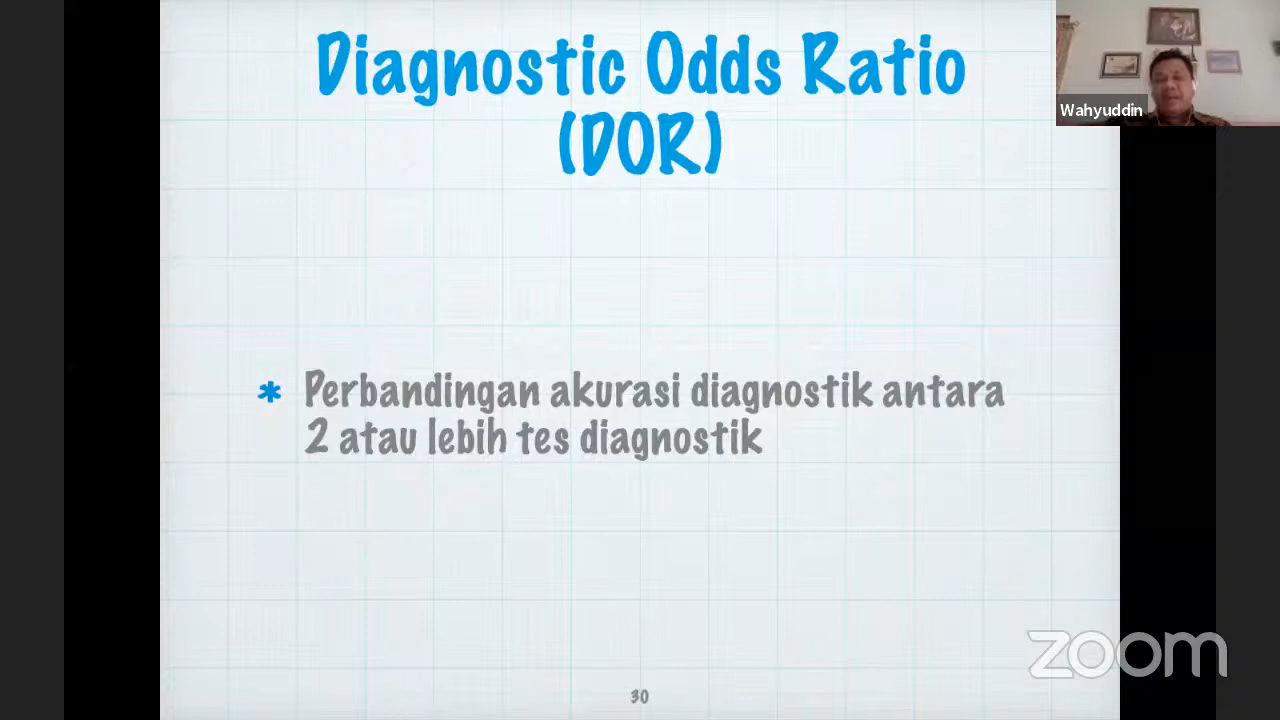 Diagnostic Odds Ratio
(DOR)
Wahyuddin
* Perbandingan akurasi diagnostik antara
2 atau lebih tes diagnostik
zoom
30